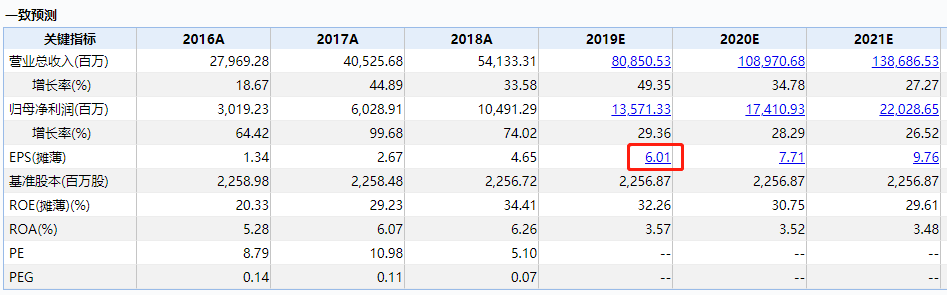 一致预测
关键指标 2016A 2017A 2018A 2019E 2020E 2021E
营业总收入(百万) 27,969.28 40,525.68 54,133.31 80,850.53 108,970.68 138,686.53
增长率(%) 18.67 44.89 33.58 49.35 34.78 27.27
归母净利润(百万) 3,019.23 6,028.91 10,491.29 13,571.33 17,410.93 22,028.65
增长率(%) 64.42 99.68 74.02 29.36 28.29 26.52
EPS(摊薄) 1.34 2.67 4.65 6.01 7.71 9.76
基准股本(百万股) 2,258.98 2,258.48 2,256.72 2,256.87 2,256.87 2,256.87
ROE(摊薄)(%) 20.33 29.23 34.41 32.26 30.75 29.61
ROA(%) 5.28 6.07 6.26 3.57 3.52 3.48
PE 8.79 10.98 5.10 -- -- --
PEG 0.14 0.11 0.07 -- -- --